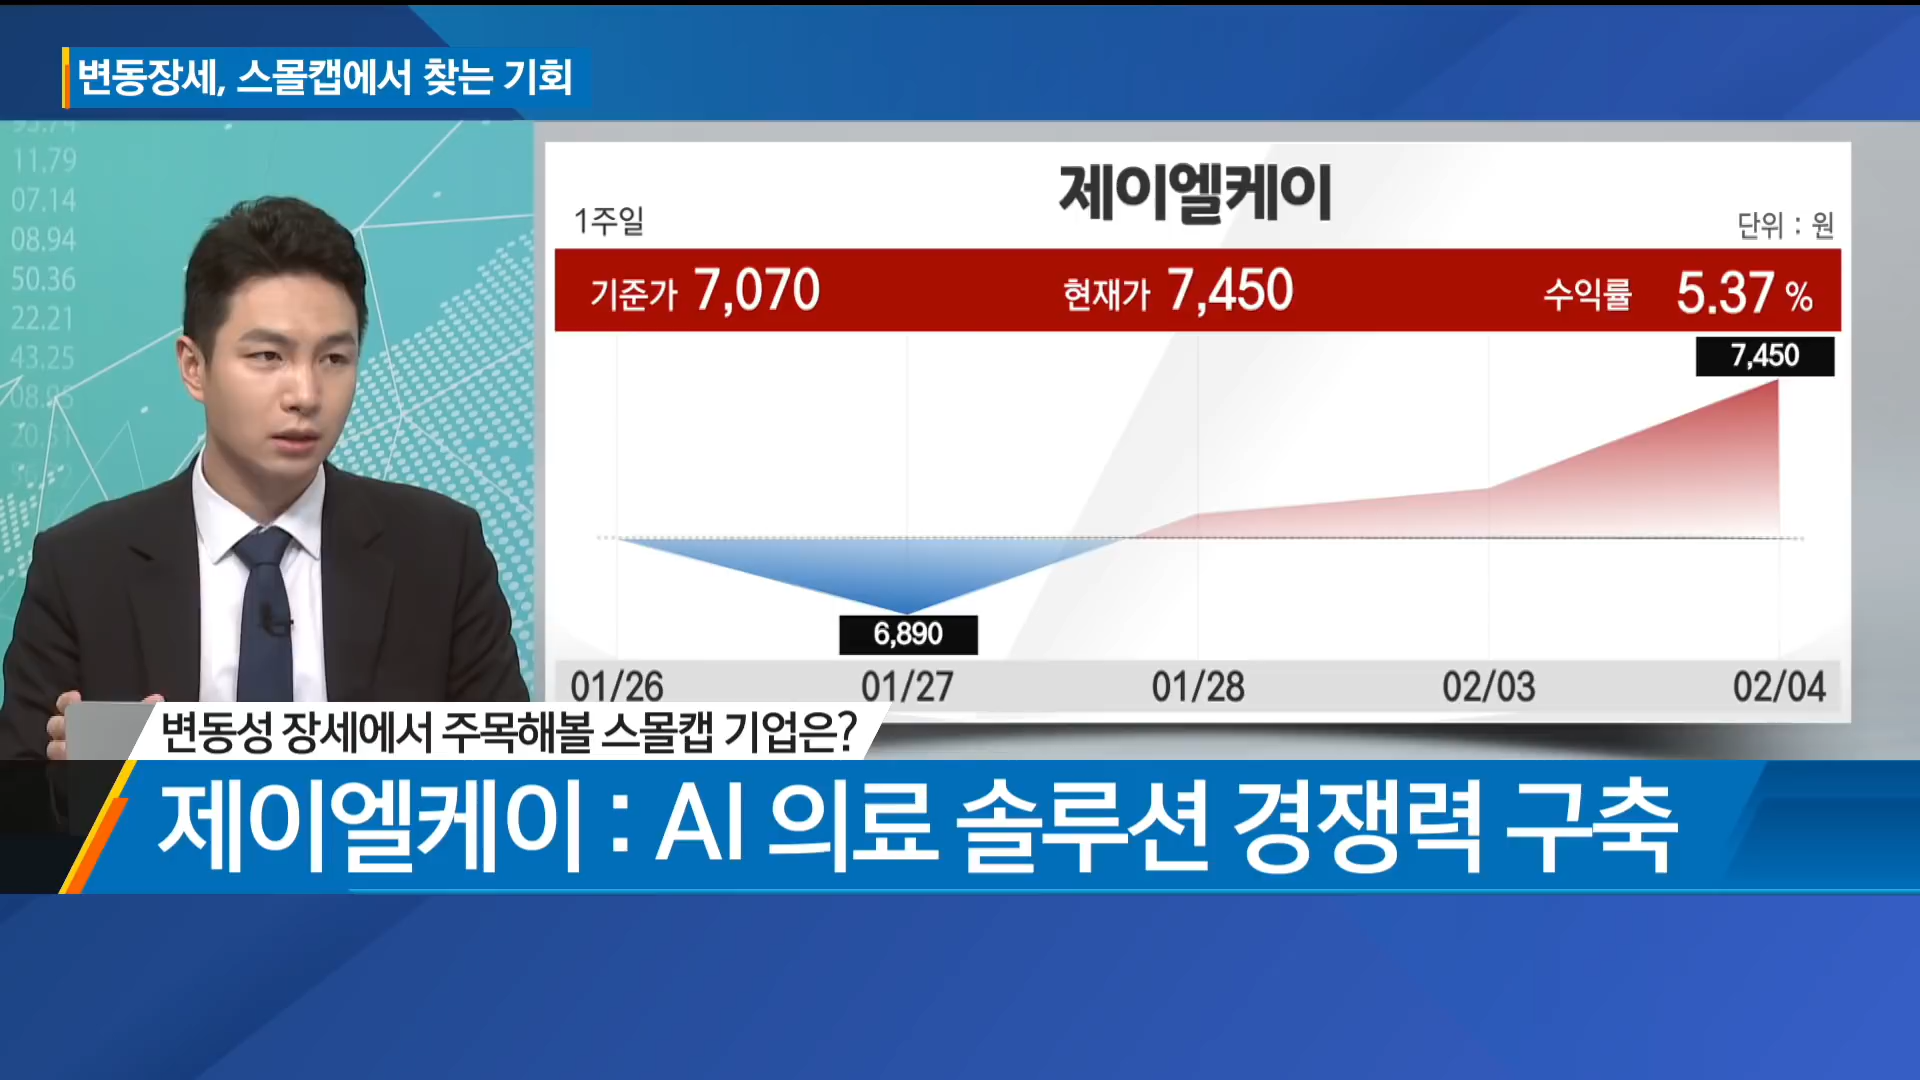 변동장세, 스몰캡에서 찾는 기회
11.79
07.14
08.94
50.36
22.21
43.25
제이엘케이
1주일
단위 : 원
기준가 7,070 현재가 7,450 수익률 5.37 %
7,450
6,890
01/26 01/27 01/28 02/03 02/04
변동성 장세에서 주목해볼 스몰캡 기업은?
제이엘케이 : AI 의료 솔루션 경쟁력 구축